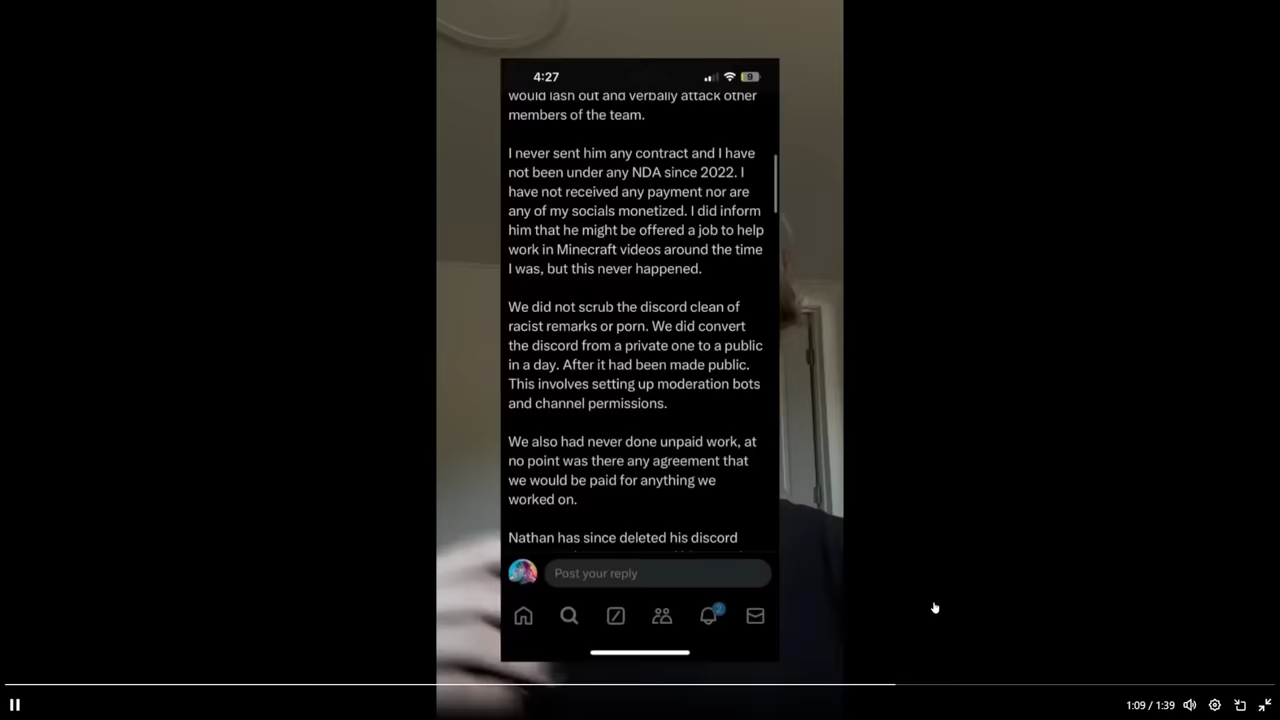 4:27
9
would lash out and verbally attack other
members of the team.
I never sent him any contract and I have
not been under any NDA since 2022. I
have not received any payment nor are
any of my socials monetized. I did inform
him that he might be offered a job to help
work in Minecraft videos around the time
I was, but this never happened.
We did not scrub the discord clean of
racist remarks or porn. We did convert
the discord from a private one to a public
in a day. After it had been made public.
This involves setting up moderation bots
and channel permissions.
We also had never done unpaid work, at
no point was there any agreement that
we would be paid for anything we
worked on.
Nathan has since deleted his discord
Post your reply
2
1:09 / 1:39